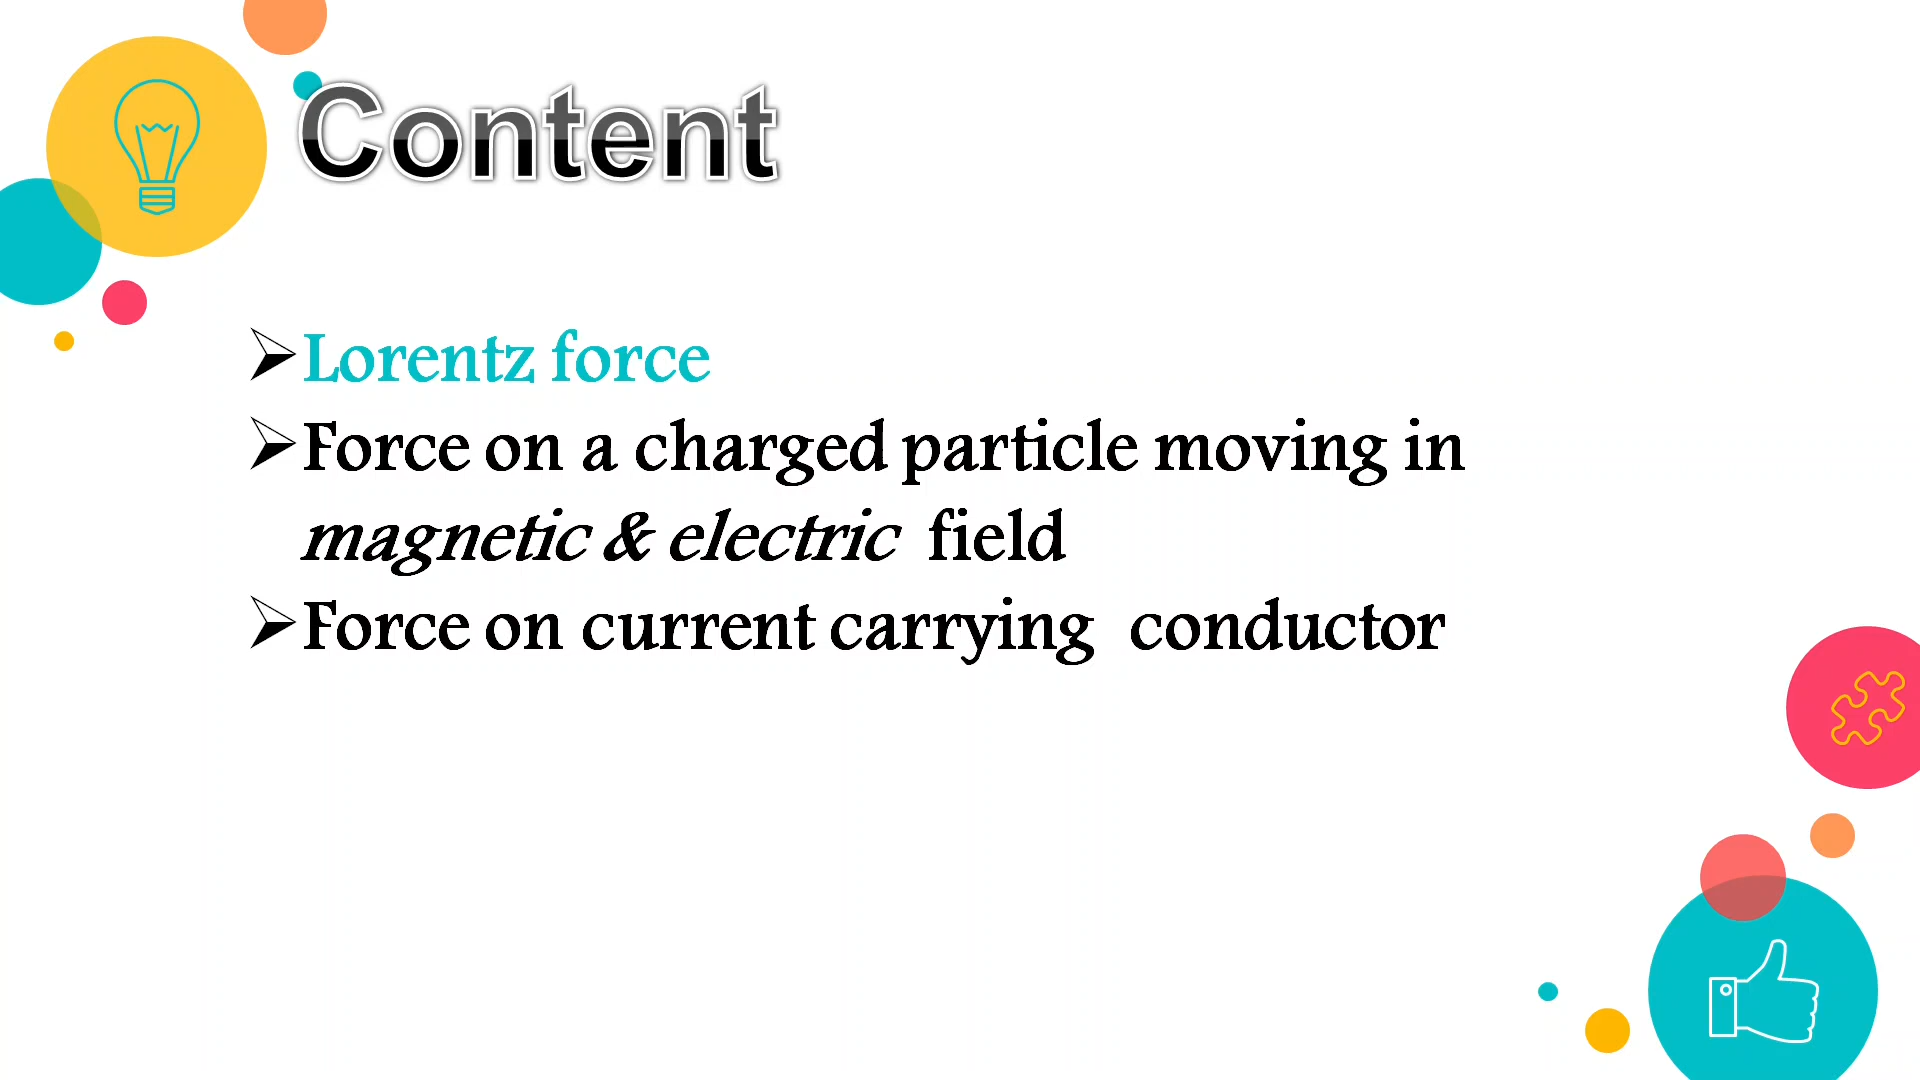 Content
➢Lorentz force
➢Force on a charged particle moving in
magnetic & electric field
➢Force on current carrying conductor